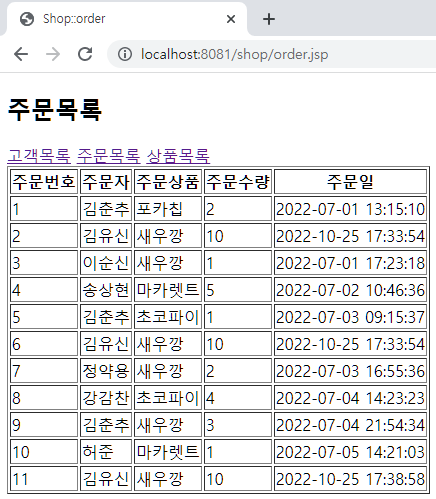 Shop::order
localhost:8081/shop/order.jsp
주문목록
고객목록 주문목록 상품목록
주문번호 주문자 주문상품 주문수량 주문일
1 김춘추 포카칩 2 2022-07-01 13:15:10
2 김유신 새우깡 10 2022-10-25 17:33:54
3 이순신 새우깡 1 2022-07-01 17:23:18
4 송상현 마카렛트 5 2022-07-02 10:46:36
5 김춘추 초코파이 1 2022-07-03 09:15:37
6 김유신 새우깡 10 2022-10-25 17:33:54
7 정약용 새우깡 2 2022-07-03 16:55:36
8 강감찬 초코파이 4 2022-07-04 14:23:23
9 김춘추 새우깡 3 2022-07-04 21:54:34
10 허준 마카렛트 1 2022-07-05 14:21:03
11 김유신 새우깡 10 2022-10-25 17:38:58